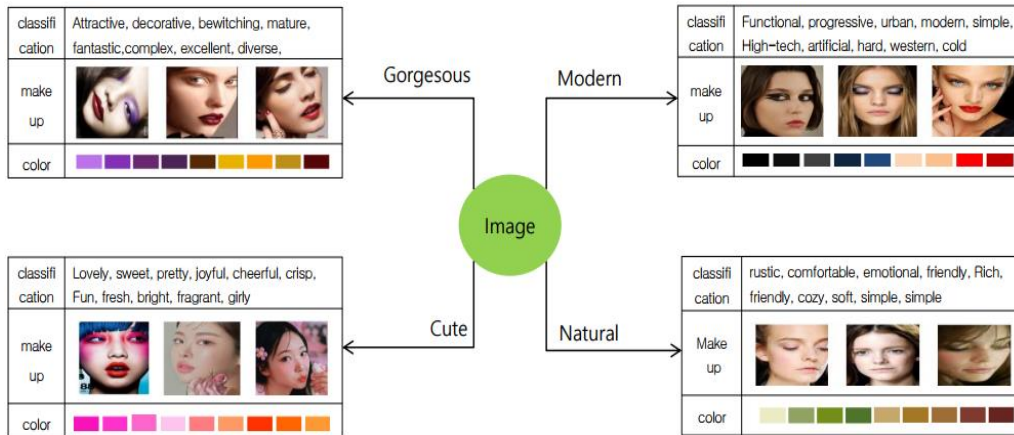 classifi
cation
Attractive, decorative, bewitching, mature,
fantastic,complex, excellent, diverse,
make
up
color
Gorgesous
Modern
classifi
cation
Functional, progressive, urban, modern, simple,
High-tech, artificial, hard, western, cold
make
up
color
Image
classifi
cation
Lovely, sweet, pretty, joyful, cheerful, crisp,
Fun, fresh, bright, fragrant, girly
make
up
color
Cute
Natural
classifi
cation
rustic, comfortable, emotional, friendly, Rich,
friendly, cozy, soft, simple, simple
Make
up
color